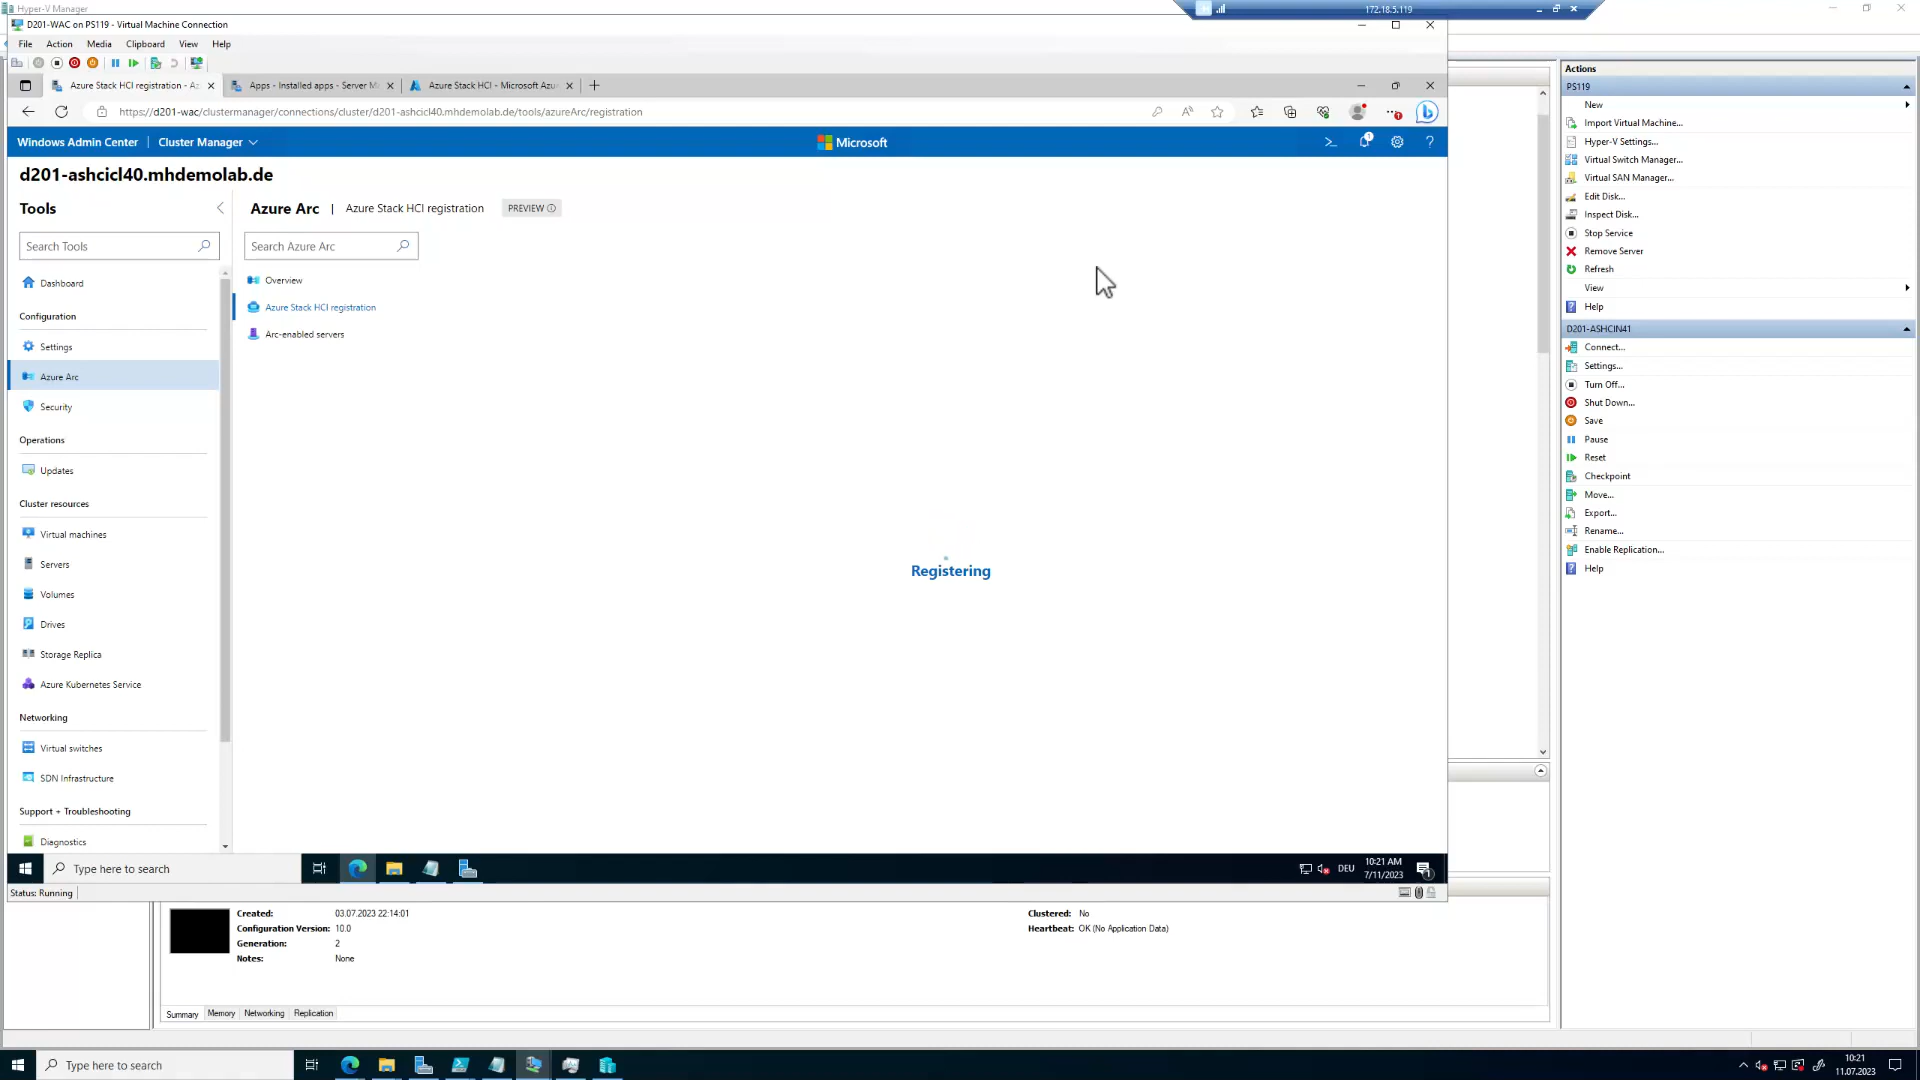 Hyper-V Manager
172.18.5.119
D201-WAC on PS119 - Virtual Machine Connection
File Action Media Clipboard View Help
Azure Stack HCI registration - Az
Apps - Installed apps - Server M
Azure Stack HCI - Microsoft Azu
https://d201-wac/clustermanager/connections/cluster/d201-ashcicl40.mhdemolab.de/tools/azureArc/registration
Windows Admin Center | Cluster Manager
Microsoft
d201-ashcicl40.mhdemolab.de
Tools
Search Tools
Dashboard
Configuration
Settings
Azure Arc
Security
Operations
Updates
Cluster resources
Virtual machines
Servers
Volumes
Drives
Storage Replica
Azure Kubernetes Service
Networking
Virtual switches
SDN Infrastructure
Support + Troubleshooting
Diagnostics
Azure Arc | Azure Stack HCI registration PREVIEW
Search Azure Arc
Overview
Azure Stack HCI registration
Arc-enabled servers
Registering
Type here to search
DEU
10:21 AM
7/11/2023
Status: Running
Created: 03.07.2023 22:14:01
Configuration Version: 10.0
Generation: 2
Notes: None
Clustered: No
Heartbeat: OK (No Application Data)
Summary Memory Networking Replication
Actions
PS119
New
Import Virtual Machine...
Hyper-V Settings...
Virtual Switch Manager...
Virtual SAN Manager...
Edit Disk...
Inspect Disk...
Stop Service
Remove Server
Refresh
View
Help
D201-ASHCIN41
Connect...
Settings...
Turn Off...
Shut Down...
Save
Pause
Reset
Checkpoint
Move...
Export...
Rename...
Enable Replication...
Help
Type here to search
10:21
11.07.2023